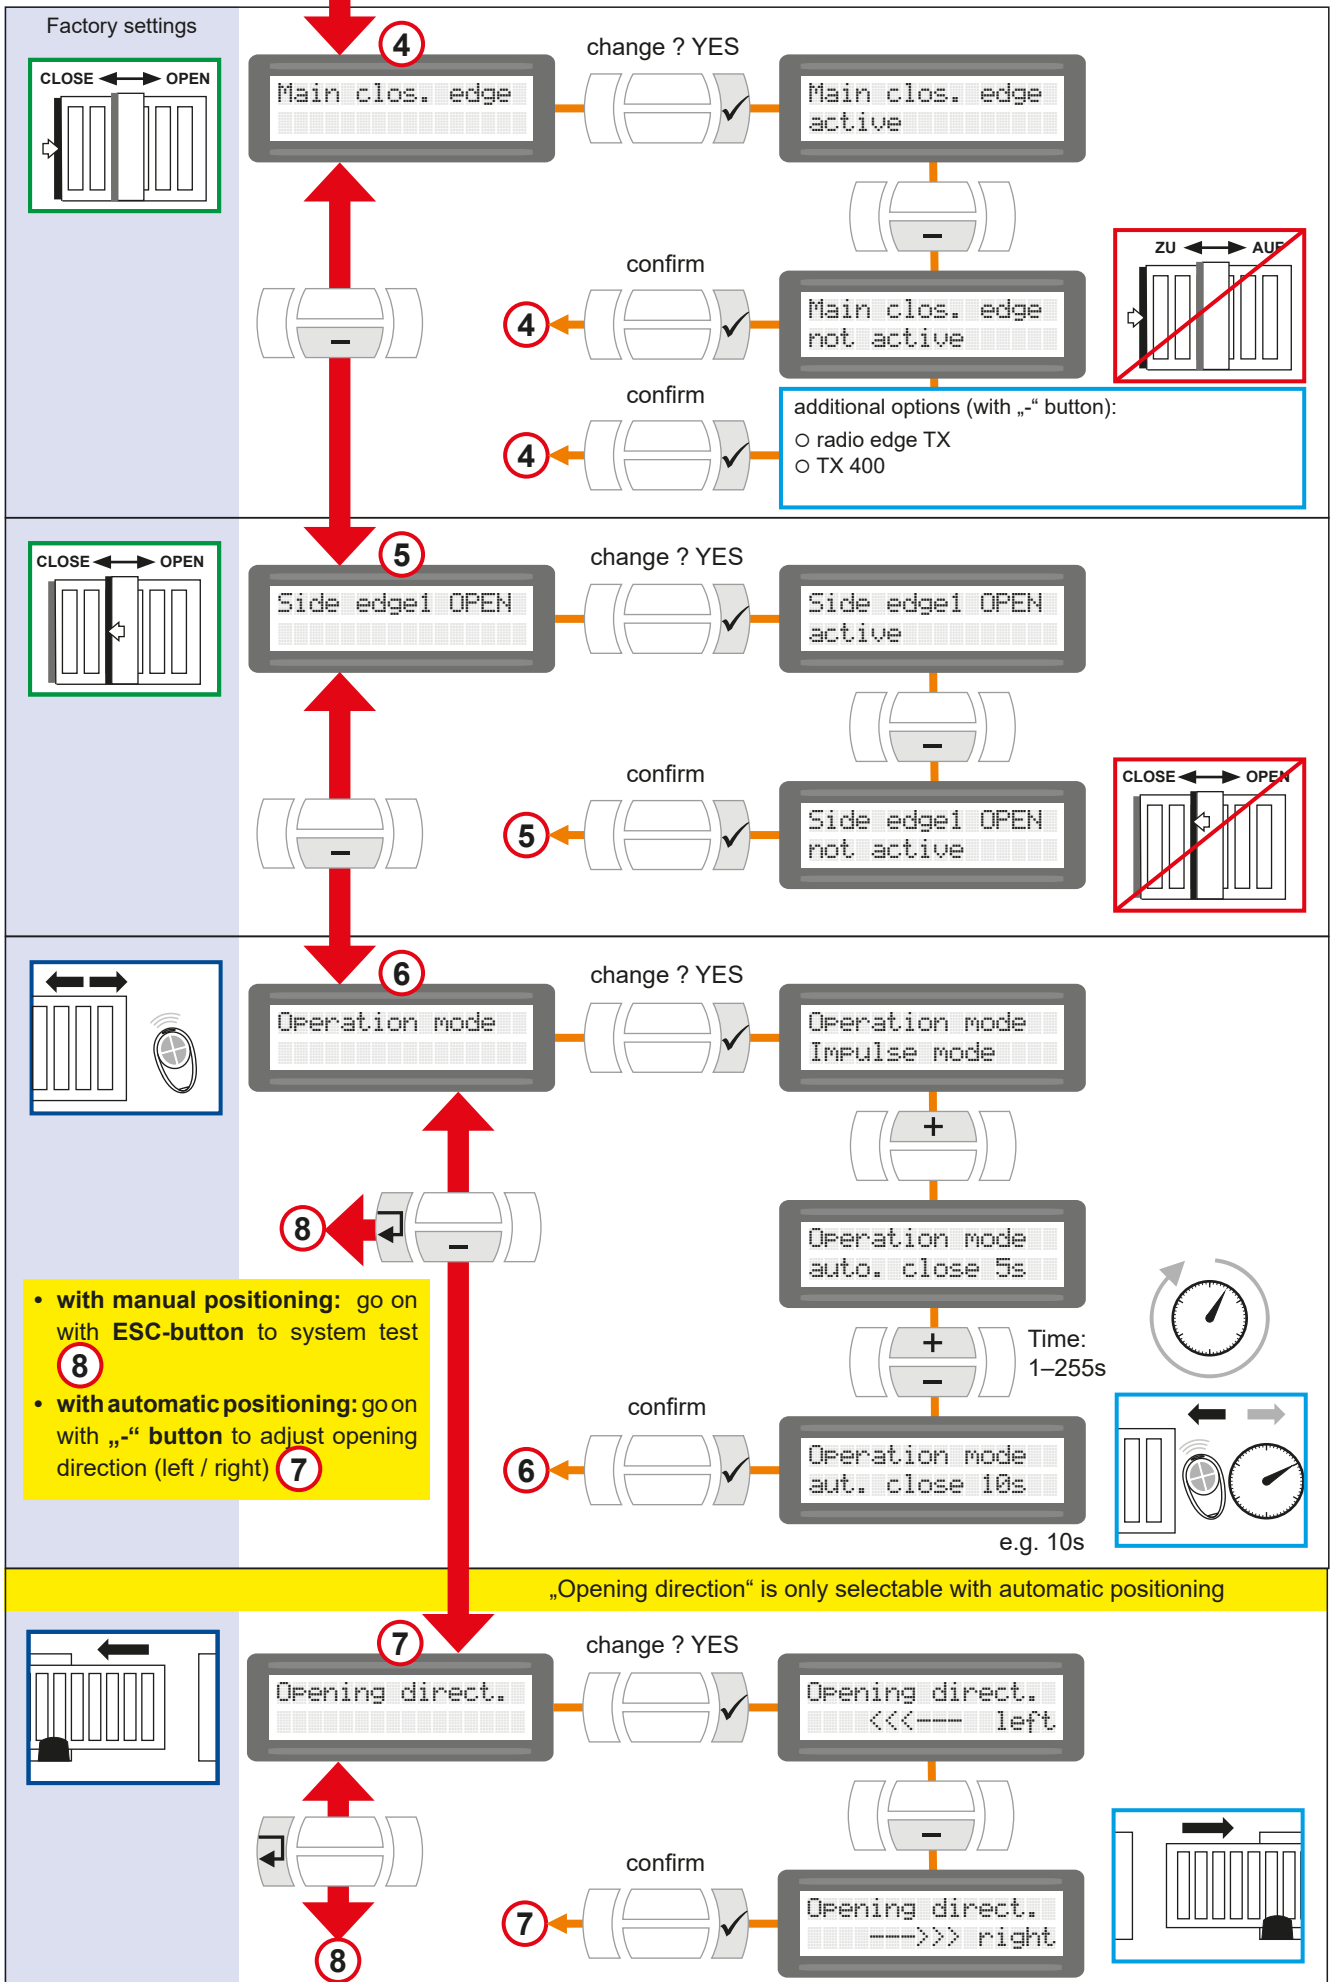 Factory settings
4
change ? YES
CLOSE OPEN
Main clos. edge
Main clos. edge
active
−
ZU AUF
confirm
4
Main clos. edge
not active
−
confirm
4
additional options (with „-“ button):
○ radio edge TX
○ TX 400
5
change ? YES
CLOSE OPEN
Side edge1 OPEN
Side edge1 OPEN
active
−
confirm
CLOSE OPEN
5
Side edge1 OPEN
not active
−
6
change ? YES
Operation mode
Operation mode
Impulse mode
+
8
−
Operation mode
auto. close 5s
• with manual positioning: go on
with ESC-button to system test
8
• with automatic positioning: go on
with „-“ button to adjust opening
direction (left / right) 7
+
−
Time:
1–255s
confirm
6
Operation mode
aut. close 10s
e.g. 10s
„Opening direction“ is only selectable with automatic positioning
7
change ? YES
Opening direct.
Opening direct.
<<<--- left
−
confirm
7
Opening direct.
--->>> right
8